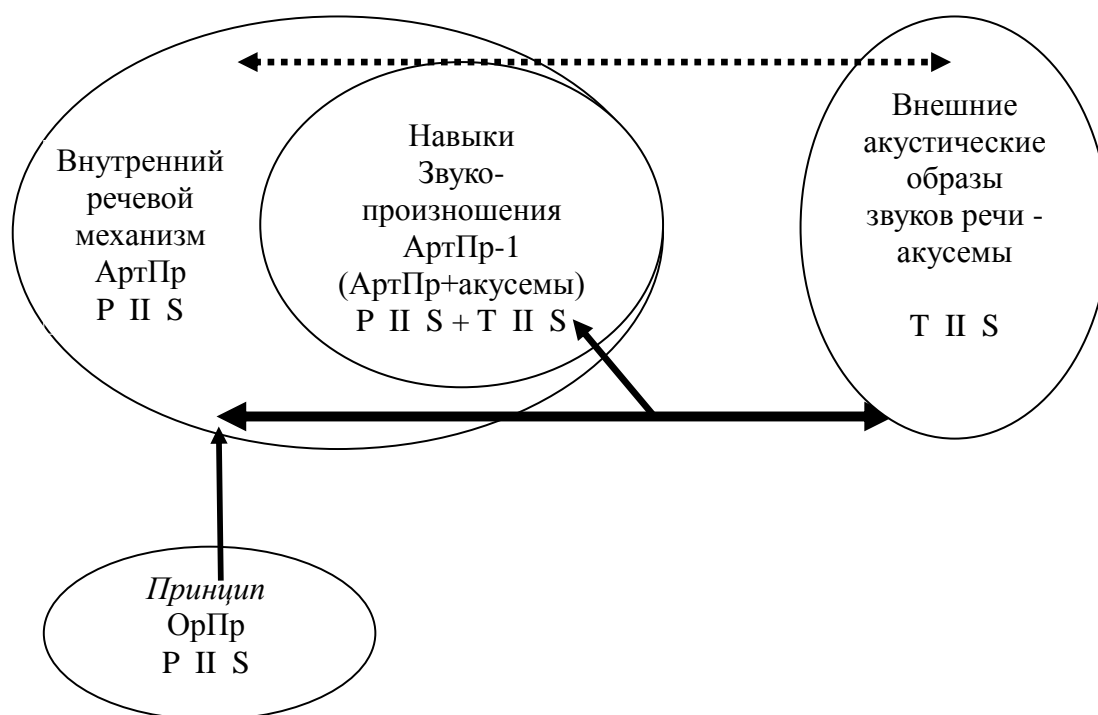 Внутренний
речевой
механизм
АртПр
P II S
Навыки
Звуко-
произношения
АртПр-1
(АртПр+акусемы)
P II S + T II S
Внешние
акустические
образы
звуков речи -
акусемы
T II S
Принцип
ОрПр
P II S